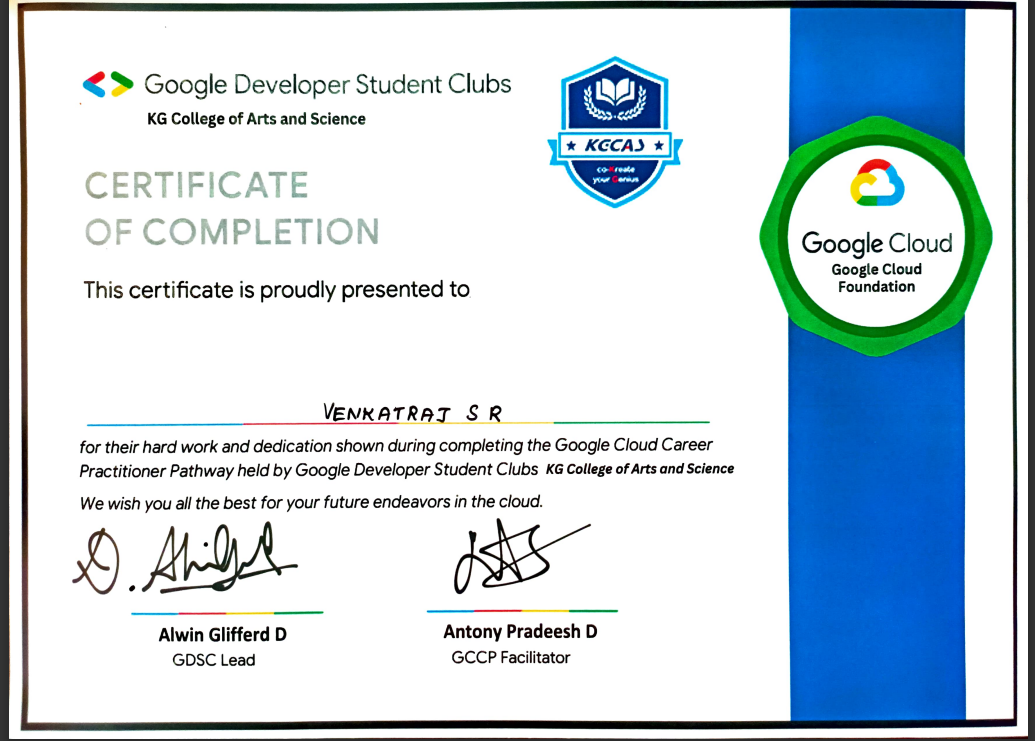 Google Developer Student Clubs
KG College of Arts and Science
KGCAS
co-Kreate
your Genius
CERTIFICATE
OF COMPLETION
This certificate is proudly presented to
Google Cloud
Google Cloud
Foundation
VENKATRAJ S R
for their hard work and dedication shown during completing the Google Cloud Career
Practitioner Pathway held by Google Developer Student Clubs KG College of Arts and Science
We wish you all the best for your future endeavors in the cloud.
Alwin Glifferd D
GDSC Lead
Antony Pradeesh D
GCCP Facilitator